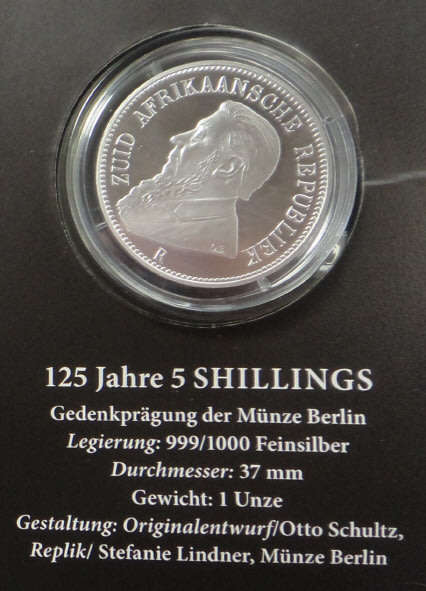 ZUID AFRIKAANSCHE REPUBLIEK
R
125 Jahre 5 SHILLINGS
Gedenkprägung der Münze Berlin
Legierung: 999/1000 Feinsilber
Durchmesser: 37 mm
Gewicht: 1 Unze
Gestaltung: Originalentwurf/Otto Schultz,
Replik/ Stefanie Lindner, Münze Berlin